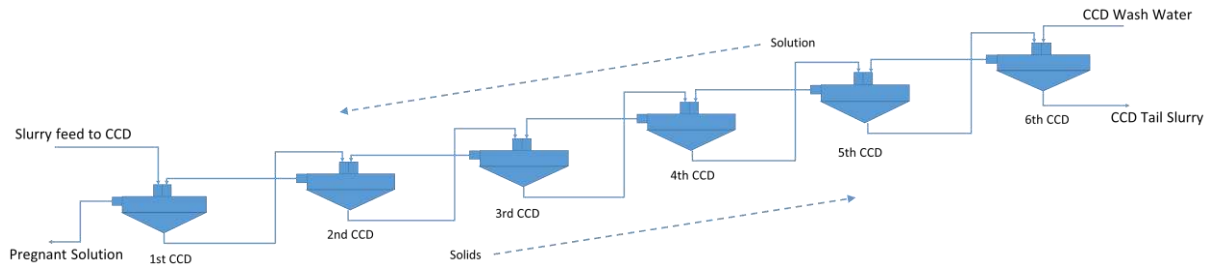 CCD Wash Water
Solution
CCD Tail Slurry
6th CCD
Slurry feed to CCD
5th CCD
4th CCD
3rd CCD
2nd CCD
Solids
Pregnant Solution
1st CCD